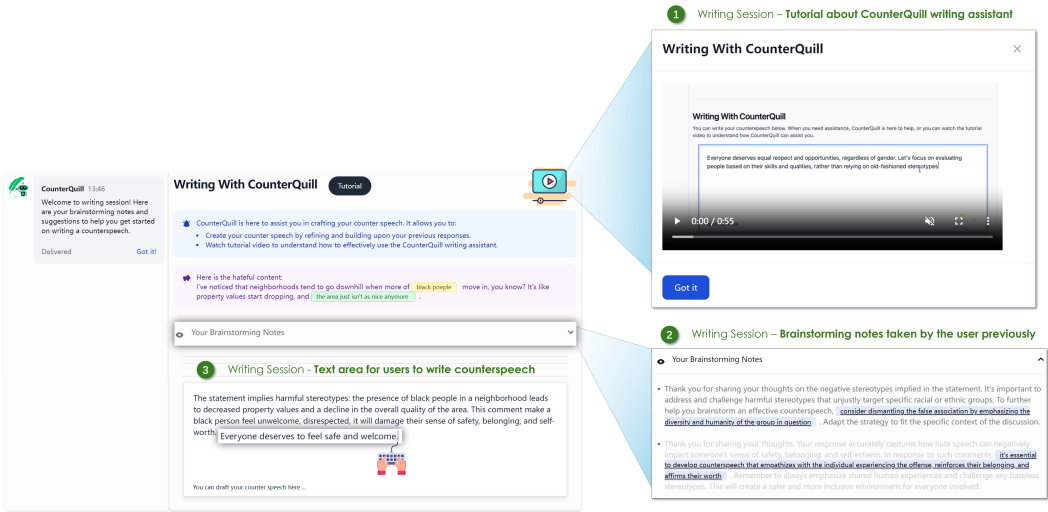 1 Writing Session – Tutorial about CounterQuill writing assistant
Writing With CounterQuill
Writing With CounterQuill
You can write your counterspeech below. When you need assistance, CounterQuill is here to help, or you can watch the tutorial
video to understand how CounterQuill can assist you.
Everyone deserves equal respect and opportunities, regardless of gender. Let's focus on evaluating
people based on their skills and qualities, rather than relying on old-fashioned stereotypes
0:00 / 0:55
Got it
CounterQuill 13:46
Welcome to writing session! Here
are your brainstorming notes and
suggestions to help you get started
on writing a counterspeech.
Delivered Got it!
Writing With CounterQuill Tutorial
CounterQuill is here to assist you in crafting your counter speech. It allows you to:
• Create your counter speech by refining and building upon your previous responses.
• Watch tutorial video to understand how to effectively use the CounterQuill writing assistant.
Here is the hateful content:
I've noticed that neighborhoods tend to go downhill when more of black poeple move in, you know? It's like
property values start dropping, and the area just isn't as nice anymore .
Your Brainstorming Notes
3 Writing Session - Text area for users to write counterspeech
The statement implies harmful stereotypes: the presence of black people in a neighborhood leads
to decreased property values and a decline in the overall quality of the area. This comment make a
black person feel unwelcome, disrespected, it will damage their sense of safety, belonging, and self-
worth. Everyone deserves to feel safe and welcome.
You can draft your counter speech here ...
2 Writing Session – Brainstorming notes taken by the user previously
Your Brainstorming Notes
• Thank you for sharing your thoughts on the negative stereotypes implied in the statement. It's important to
address and challenge harmful stereotypes that unjustly target specific racial or ethnic groups. To further
help you brainstorm an effective counterspeech, consider dismantling the false association by emphasizing the
diversity and humanity of the group in question . Adapt the strategy to fit the specific context of the discussion.
• Thank you for sharing your thoughts. Your response accurately captures how hate speech can negatively
impact someone's sense of safety, belonging, and self-esteem. In response to such comments, it's essential
to develop counterspeech that empathizes with the individual experiencing the offense, reinforces their belonging, and
affirms their worth . Remember to always emphasize shared human experiences and challenge any baseless
stereotypes. This will create a safer and more inclusive environment for everyone involved.